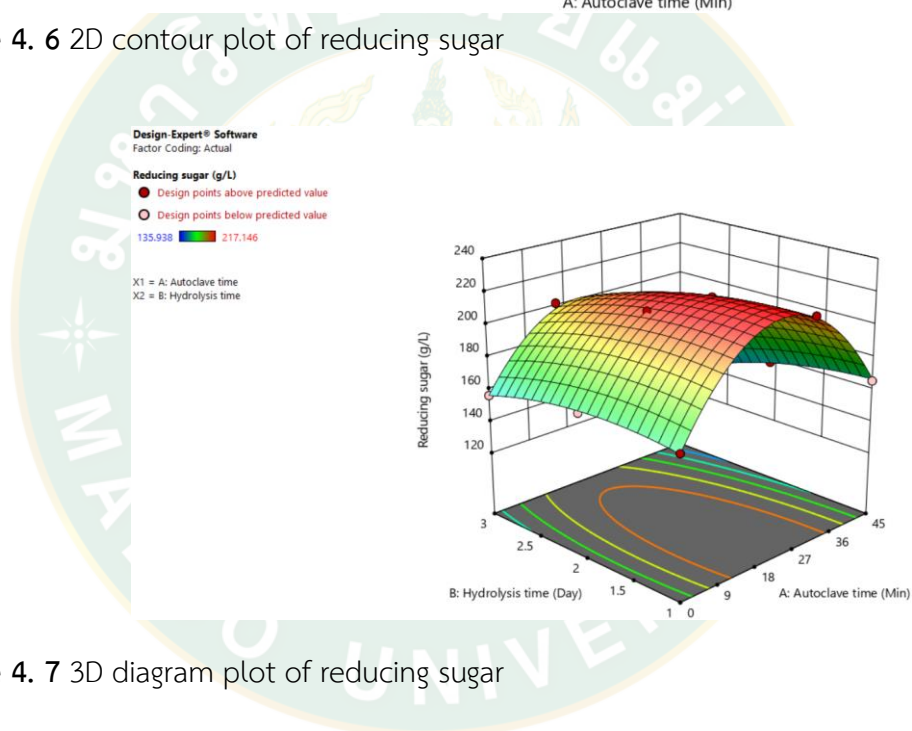 A: Autoclave time (Min)
4. 6 2D contour plot of reducing sugar
Design-Expert® Software
Factor Coding: Actual
Reducing sugar (g/L)
Design points above predicted value
Design points below predicted value
135.938 217.146
X1 = A: Autoclave time
X2 = B: Hydrolysis time
240
220
200
180
160
140
120
Reducing sugar (g/L)
3
2.5
2
1.5
1
0
9
18
27
36
45
B: Hydrolysis time (Day)
A: Autoclave time (Min)
UNIVE
4. 7 3D diagram plot of reducing sugar